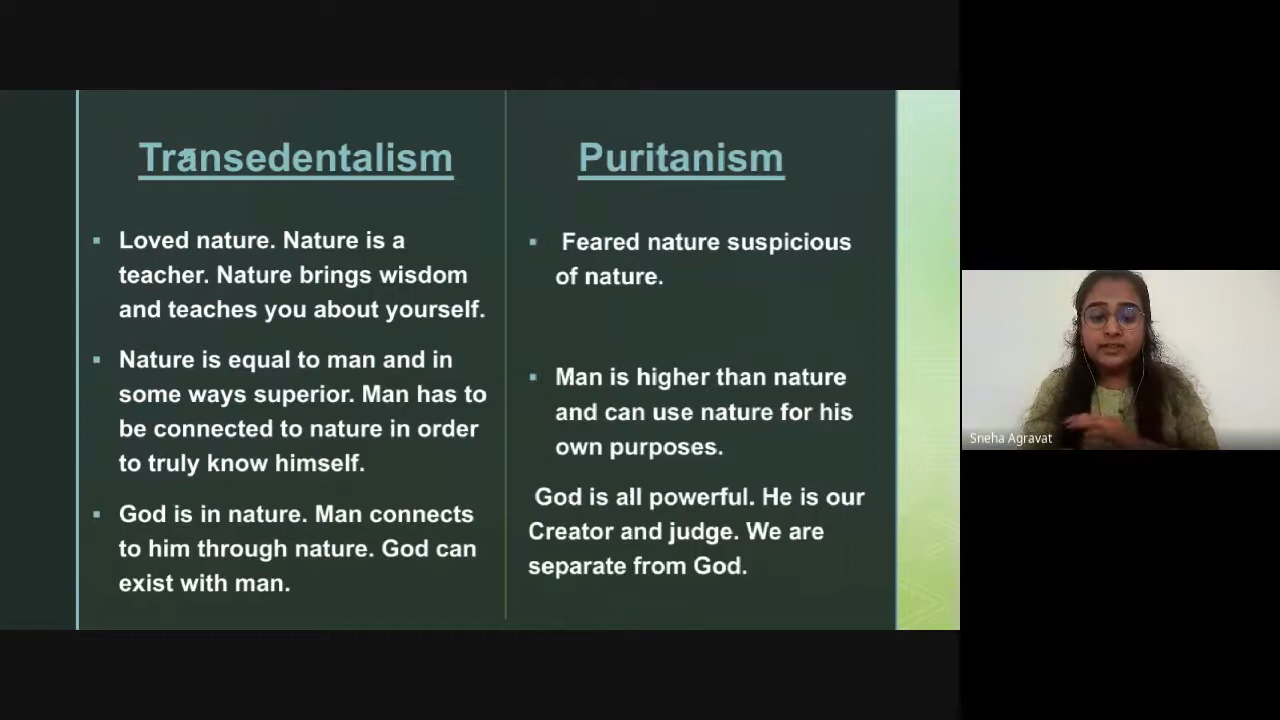 Transedentalism
Loved nature. Nature is a
teacher. Nature brings wisdom
and teaches you about yourself.
Nature is equal to man and in
some ways superior. Man has to
be connected to nature in order
to truly know himself.
God is in nature. Man connects
to him through nature. God can
exist with man.
Puritanism
Feared nature suspicious
of nature.
Man is higher than nature
and can use nature for his
own purposes.
God is all powerful. He is our
Creator and judge. We are
separate from God.
Sneha Agravat